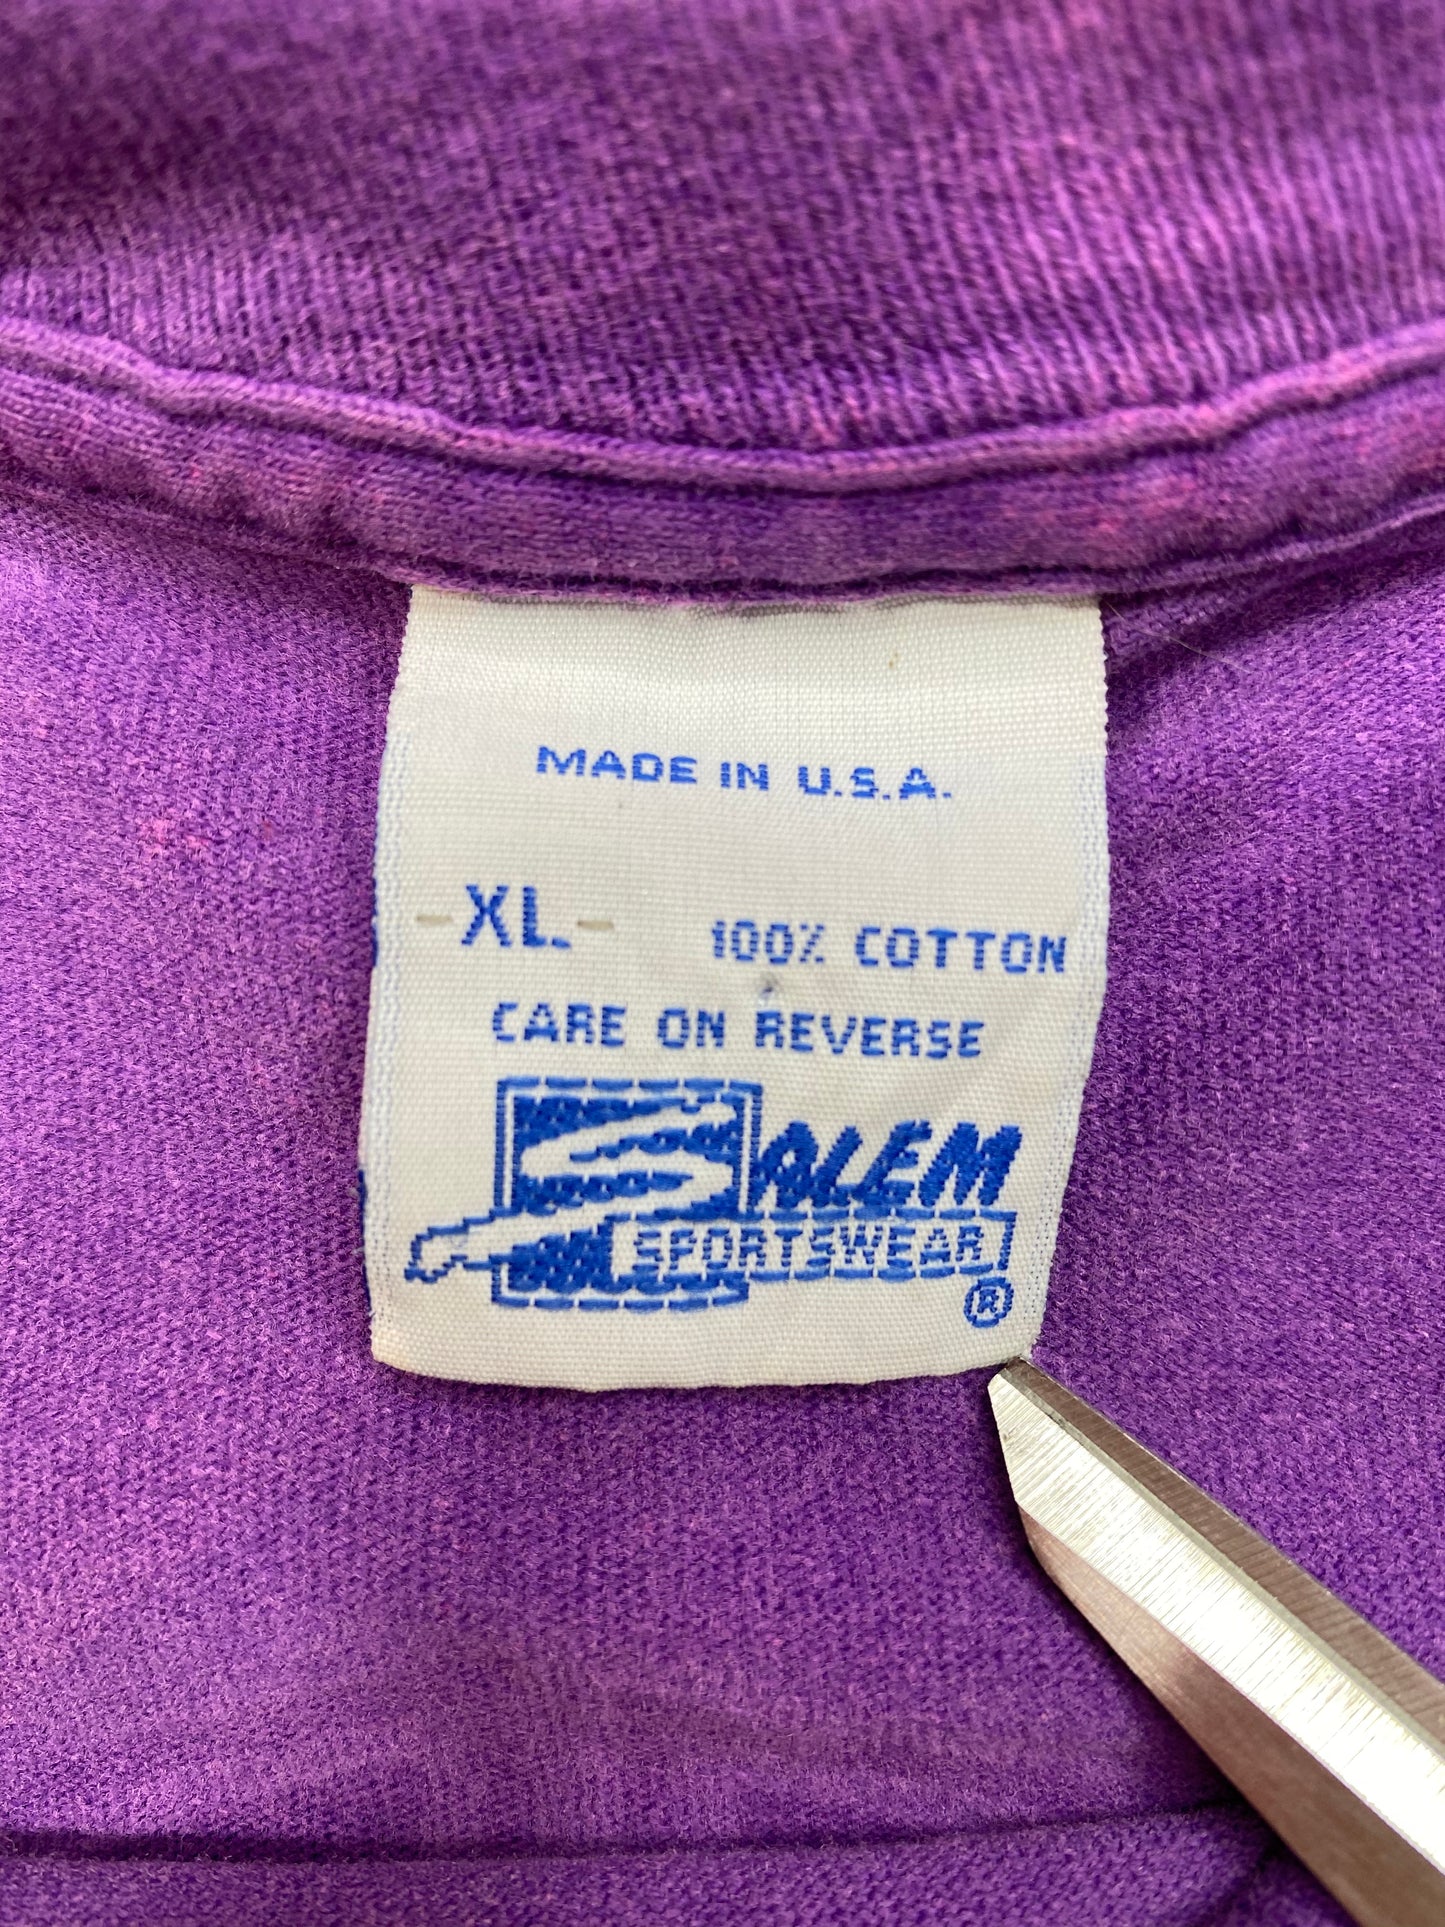 MADE IN U.S.A.
-XL- 100% COTTON
CARE ON REVERSE
SALEM
SPORTSWEAR
®